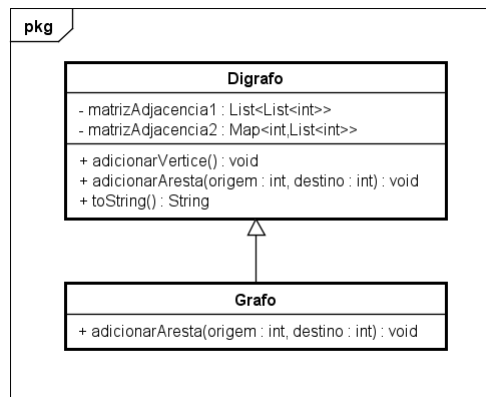 pkg
Digrafo
- matrizAdjacencia1 : List<List<int>>
- matrizAdjacencia2 : Map<int,List<int>>
+ adicionarVertice() : void
+ adicionarAresta(origem : int, destino : int) : void
+ toString() : String
Grafo
+ adicionarAresta(origem : int, destino : int) : void